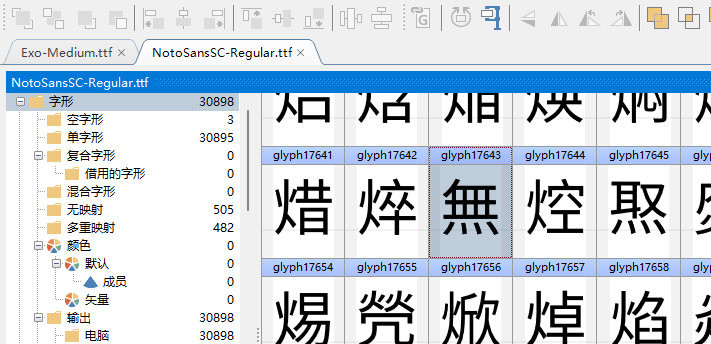 Exo-Medium.ttf
NotoSansSC-Regular.ttf
NotoSansSC-Regular.ttf
字形 30898
空字形 3
单字形 30895
复合字形 0
借用的字形 0
混合字形 0
无映射 505
多重映射 482
颜色 0
默认 0
成员 0
矢量 0
输出 30898
电脑 30898
glyph17641 glyph17642 glyph17643 glyph17644 glyph17645
焟 焠 無 焢 焣
glyph17654 glyph17655 glyph17656 glyph17657 glyph17658
焬 焭 焮 焯 焰